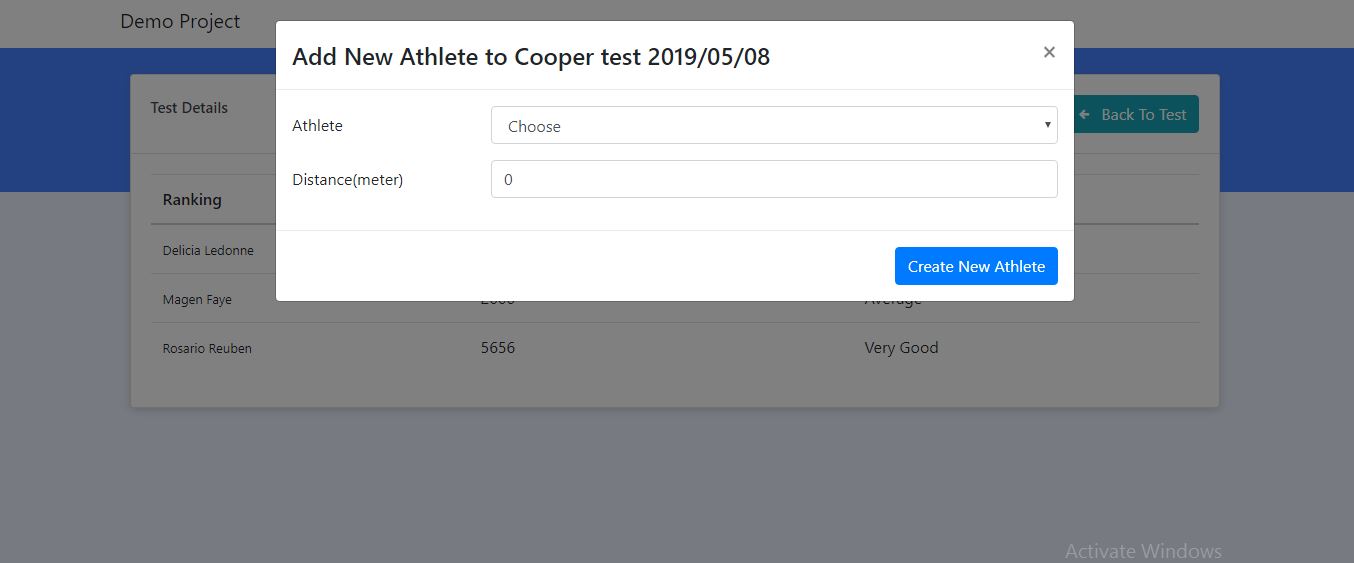 Demo Project
Add New Athlete to Cooper test 2019/05/08
×
Test Details
Back To Test
Athlete
Choose
Distance(meter)
0
Ranking
Delicia Ledonne
Create New Athlete
Magen Faye
Average
Rosario Reuben 5656 Very Good
Activate Windows